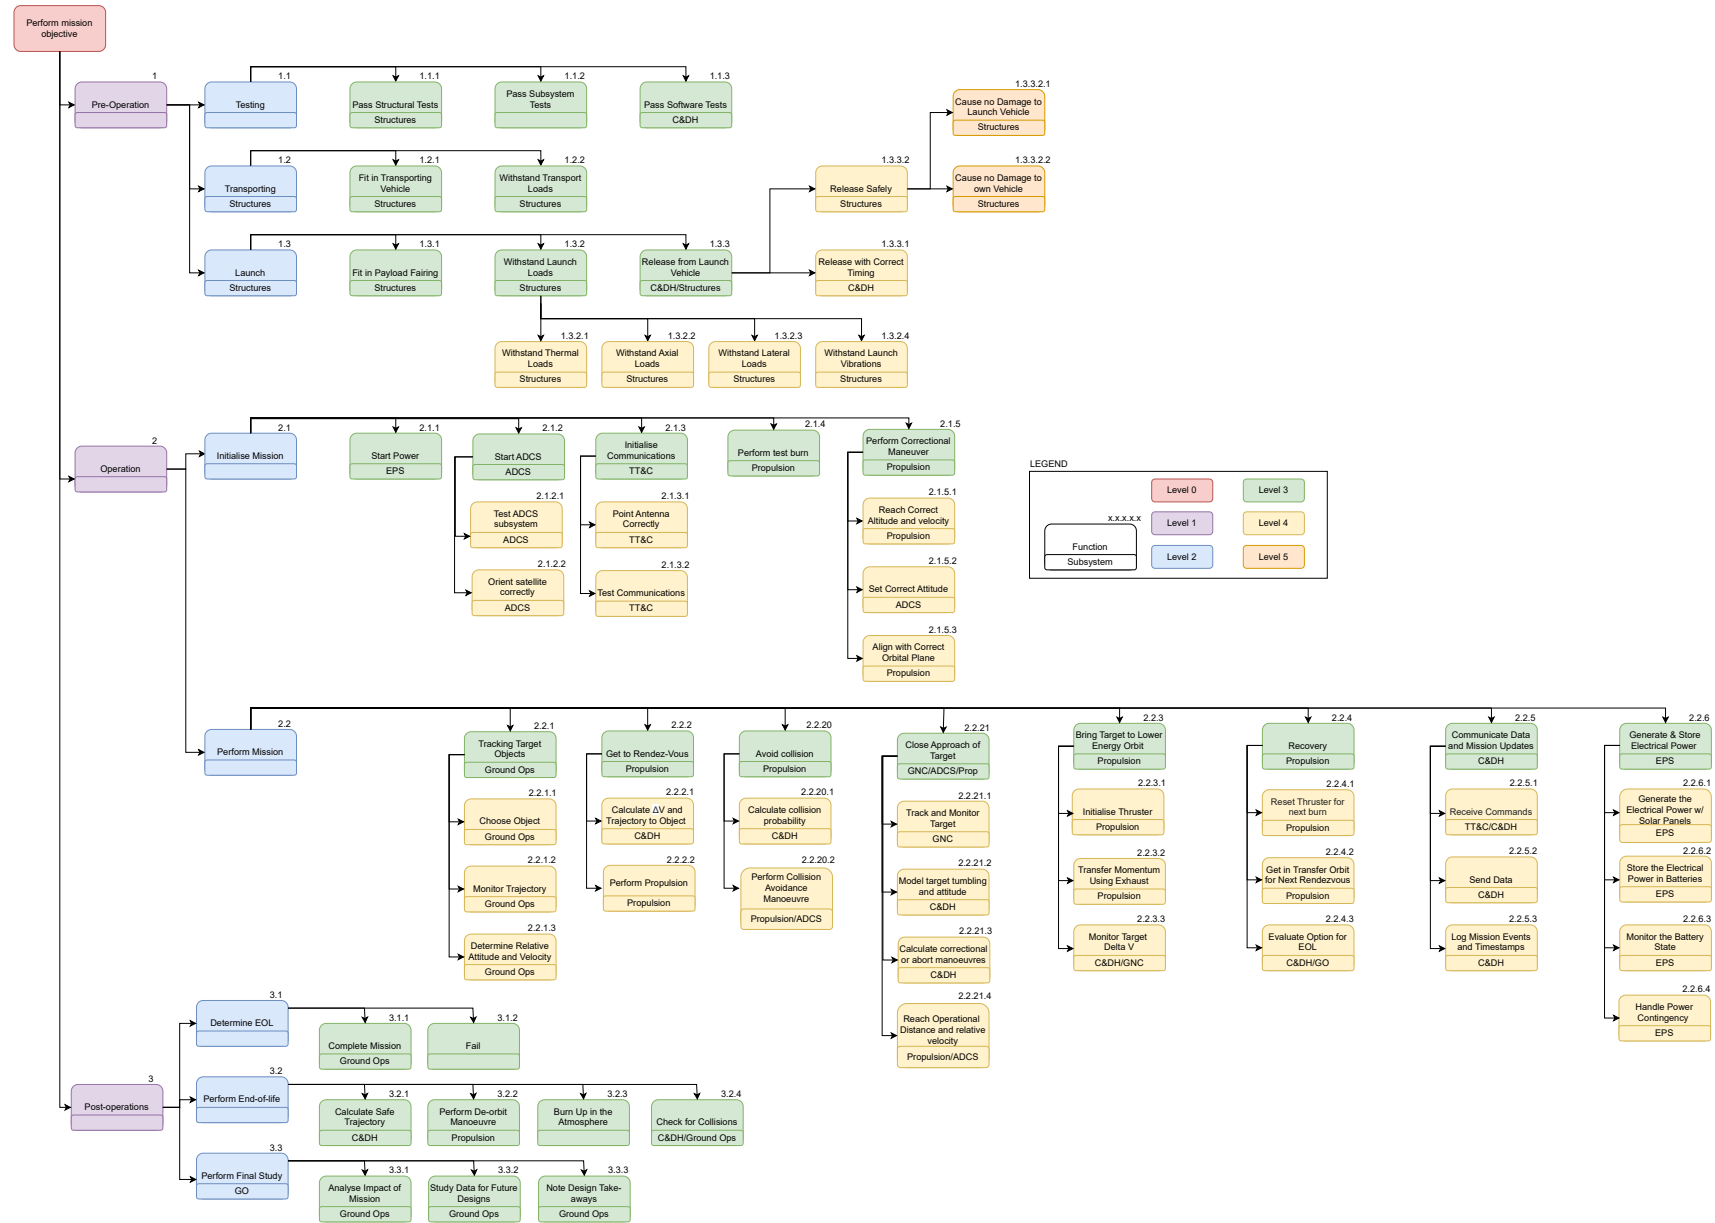 Perform mission
objective
1
Pre-Operation
1.1
Testing
1.1.1
Pass Structural Tests
Structures
1.1.2
Pass Subsystem
Tests
1.1.3
Pass Software Tests
C&DH
1.2
Transporting
Structures
1.2.1
Fit in Transporting
Vehicle
Structures
1.2.2
Withstand Transport
Loads
Structures
1.3
Launch
Structures
1.3.1
Fit in Payload Fairing
Structures
1.3.2
Withstand Launch
Loads
Structures
1.3.3
Release from Launch
Vehicle
C&DH/Structures
1.3.3.2
Release Safely
Structures
1.3.3.2.1
Cause no Damage to
Launch Vehicle
Structures
1.3.3.2.2
Cause no Damage to
own Vehicle
Structures
1.3.3.1
Release with Correct
Timing
C&DH
1.3.2.1
Withstand Thermal
Loads
Structures
1.3.2.2
Withstand Axial
Loads
Structures
1.3.2.3
Withstand Lateral
Loads
Structures
1.3.2.4
Withstand Launch
Vibrations
Structures
2
Operation
2.1
Initialise Mission
2.1.1
Start Power
EPS
2.1.2
Start ADCS
ADCS
2.1.2.1
Test ADCS
subsystem
ADCS
2.1.2.2
Orient satellite
correctly
ADCS
2.1.3
Initialise
Communications
TT&C
2.1.3.1
Point Antenna
Correctly
TT&C
2.1.3.2
Test Communications
TT&C
2.1.4
Perform test burn
Propulsion
2.1.5
Perform Correctional
Maneuver
Propulsion
2.1.5.1
Reach Correct
Altitude and velocity
Propulsion
2.1.5.2
Set Correct Attitude
ADCS
2.1.5.3
Align with Correct
Orbital Plane
Propulsion
LEGEND
x.x.x.x.x
Function
Subsystem
Level 0
Level 1
Level 2
Level 3
Level 4
Level 5
2.2
Perform Mission
2.2.1
Tracking Target
Objects
Ground Ops
2.2.1.1
Choose Object
Ground Ops
2.2.1.2
Monitor Trajectory
Ground Ops
2.2.1.3
Determine Relative
Attitude and Velocity
Ground Ops
2.2.2
Get to Rendez-Vous
Propulsion
2.2.2.1
Calculate ΔV and
Trajectory to Object
C&DH
2.2.2.2
Perform Propulsion
Propulsion
2.2.20
Avoid collision
Propulsion
2.2.20.1
Calculate collision
probability
C&DH
2.2.20.2
Perform Collision
Avoidance
Manoeuvre
Propulsion/ADCS
2.2.21
Close Approach of
Target
GNC/ADCS/Prop
2.2.21.1
Track and Monitor
Target
GNC
2.2.21.2
Model target tumbling
and attitude
C&DH
2.2.21.3
Calculate correctional
or abort manoeuvres
C&DH
2.2.21.4
Reach Operational
Distance and relative
velocity
Propulsion/ADCS
2.2.3
Bring Target to Lower
Energy Orbit
Propulsion
2.2.3.1
Initialise Thruster
Propulsion
2.2.3.2
Transfer Momentum
Using Exhaust
Propulsion
2.2.3.3
Monitor Target
Delta V
C&DH/GNC
2.2.4
Recovery
Propulsion
2.2.4.1
Reset Thruster for
next burn
Propulsion
2.2.4.2
Get in Transfer Orbit
for Next Rendezvous
Propulsion
2.2.4.3
Evaluate Option for
EOL
C&DH/GO
2.2.5
Communicate Data
and Mission Updates
C&DH
2.2.5.1
Receive Commands
TT&C/C&DH
2.2.5.2
Send Data
C&DH
2.2.5.3
Log Mission Events
and Timestamps
C&DH
2.2.6
Generate & Store
Electrical Power
EPS
2.2.6.1
Generate the
Electrical Power w/
Solar Panels
EPS
2.2.6.2
Store the Electrical
Power in Batteries
EPS
2.2.6.3
Monitor the Battery
State
EPS
2.2.6.4
Handle Power
Contingency
EPS
3
Post-operations
3.1
Determine EOL
3.1.1
Complete Mission
Ground Ops
3.1.2
Fail
3.2
Perform End-of-life
3.2.1
Calculate Safe
Trajectory
C&DH
3.2.2
Perform De-orbit
Manoeuvre
Propulsion
3.2.3
Burn Up in the
Atmosphere
3.2.4
Check for Collisions
C&DH/Ground Ops
3.3
Perform Final Study
GO
3.3.1
Analyse Impact of
Mission
Ground Ops
3.3.2
Study Data for Future
Designs
Ground Ops
3.3.3
Note Design Take-
aways
Ground Ops